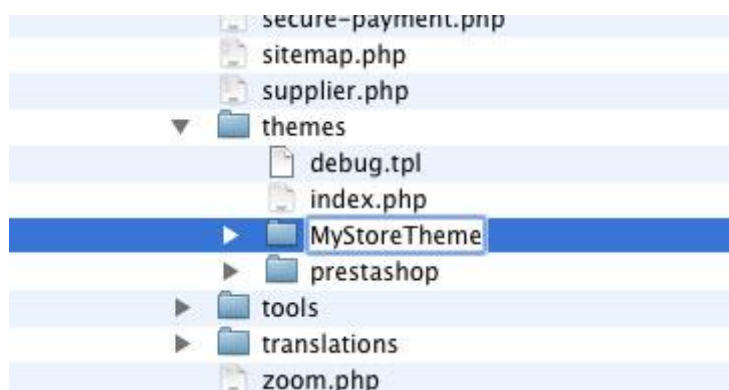 secure-payment.php
sitemap.php
supplier.php
themes
debug.tpl
index.php
MyStoreTheme
prestashop
tools
translations
zoom.php